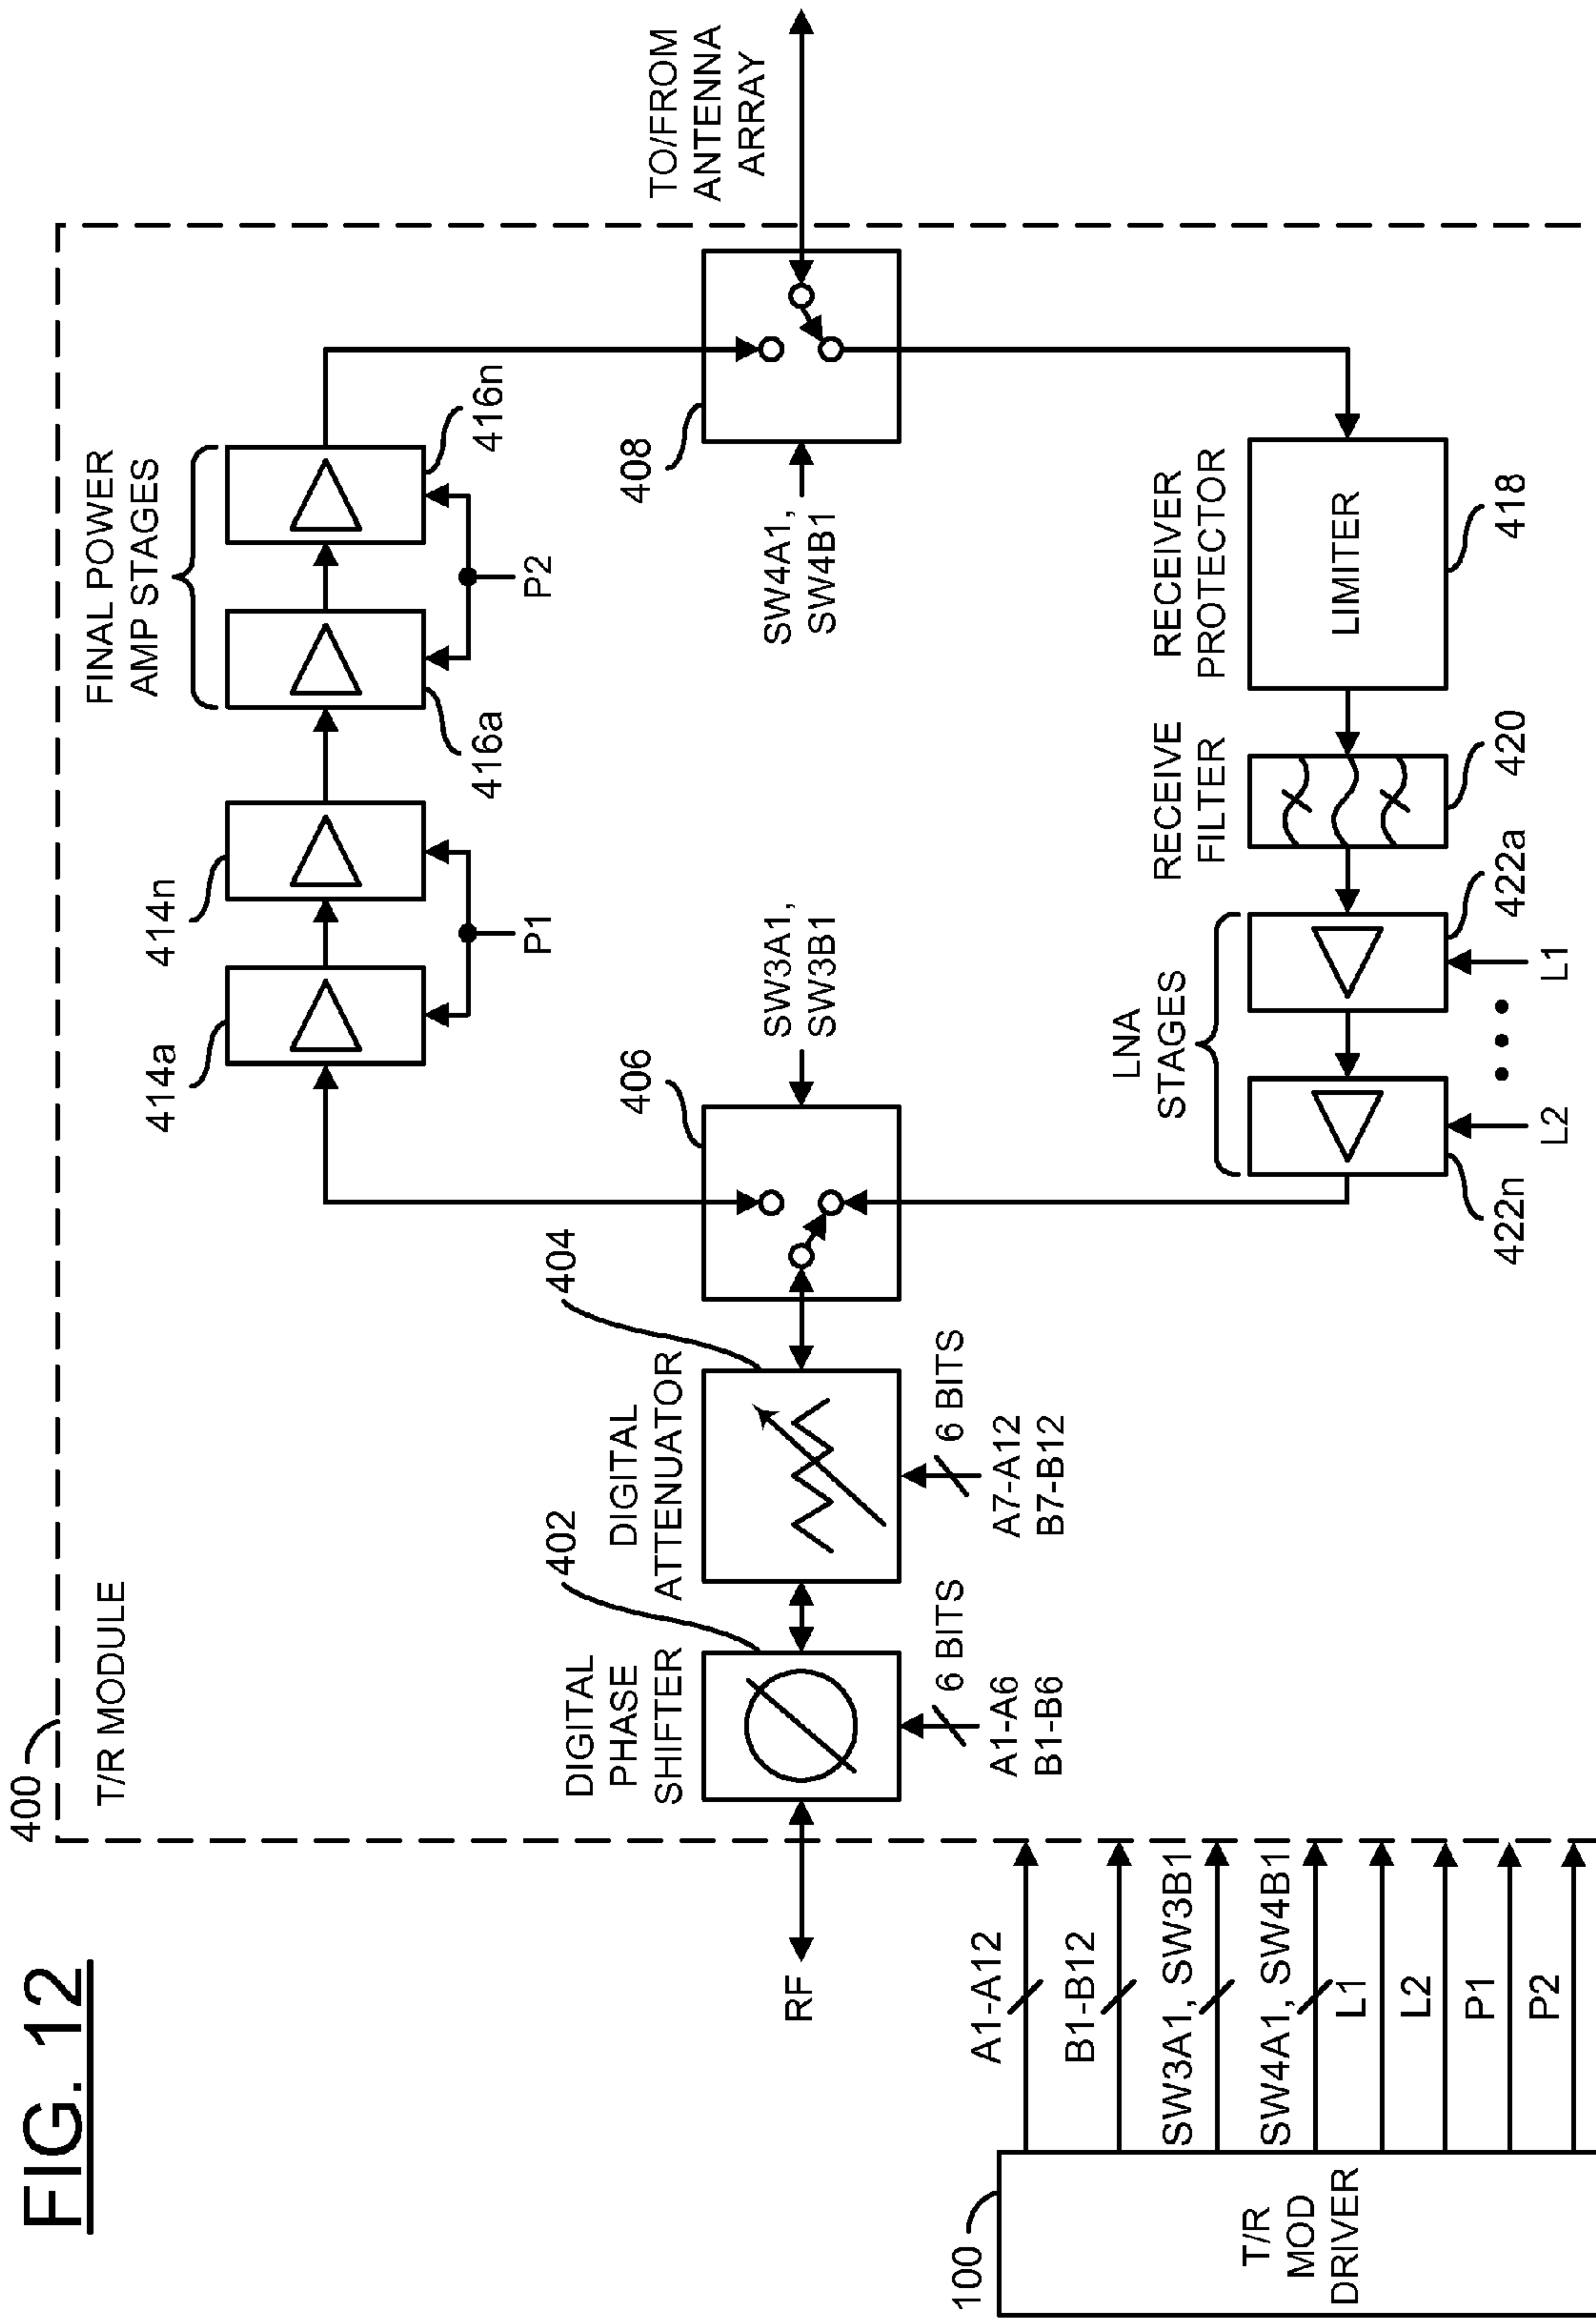 FIG. 12
400
T/R MODULE
414a
414n
FINAL POWER
AMP STAGES
416a
416n
P1
P2
TO/FROM
ANTENNA
ARRAY
402
404
406
408
DIGITAL
PHASE
SHIFTER
DIGITAL
ATTENUATOR
SW3A1,
SW3B1
SW4A1,
SW4B1
RF
6 BITS
A1-A6
B1-B6
6 BITS
A7-A12
B7-B12
LNA
STAGES
RECEIVE
FILTER
RECEIVER
PROTECTOR
LIMITER
422n
L2
L1
422a
420
418
100
T/R
MOD
DRIVER
A1-A12
B1-B12
SW3A1, SW3B1
SW4A1, SW4B1
L1
L2
P1
P2